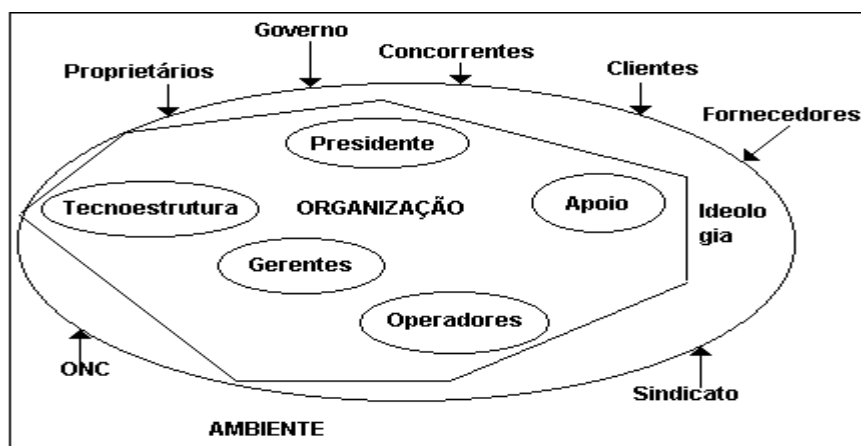 Governo
Concorrentes
Proprietários
Clientes
Fornecedores
Presidente
Tecnoestrutura
ORGANIZAÇÃO
Apoio
Ideolo
gia
Gerentes
Operadores
ONC
Sindicato
AMBIENTE